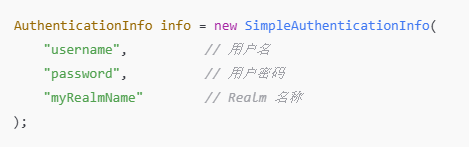 AuthenticationInfo info = new SimpleAuthenticationInfo(
    "username",          // 用户名
    "password",          // 用户密码
    "myRealmName"        // Realm 名称
);